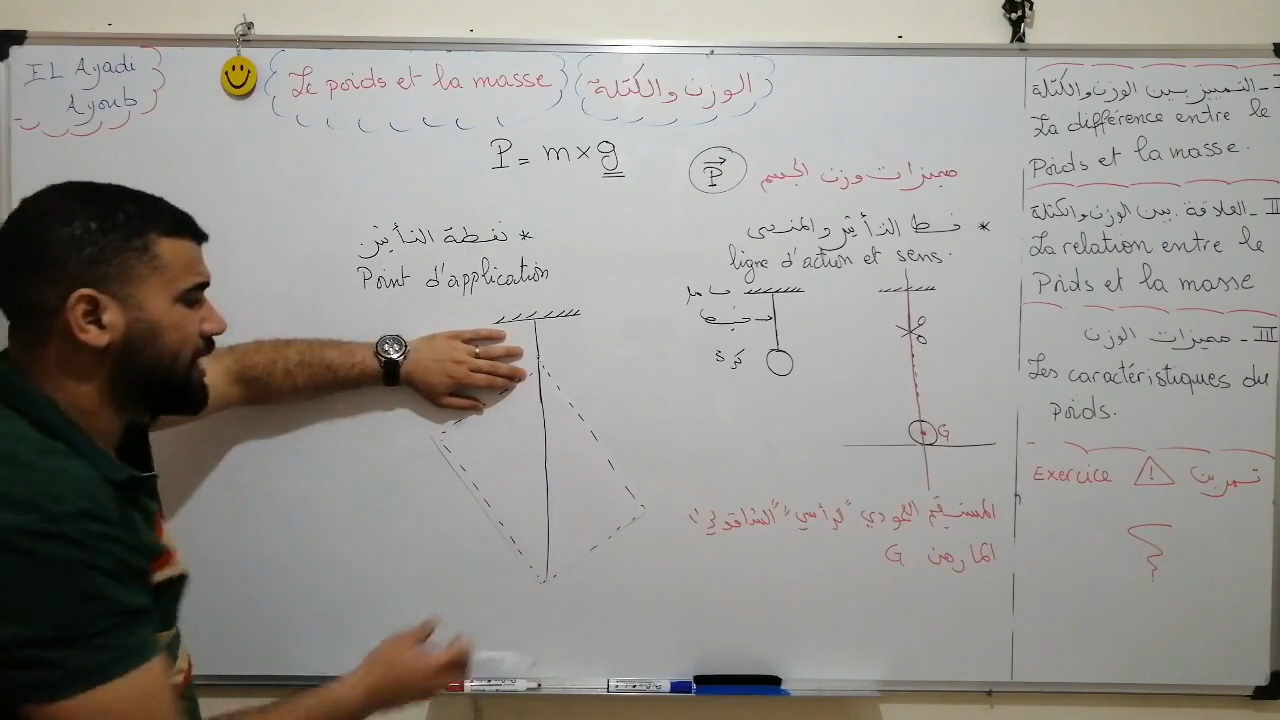 IL Ayadi
Ayoub
Le poids et la masse
الوزن والكتلة
P = m × g
P
مميزات وزن الجسم
* نقطة التأثير
Point d'application
* خط التأثير والمنحى
ligne d'action et sens.
حامل
خيط
كرة
G
المستقيم العمودي "الرأسي" "الشاقولي"
المار من G
I - التمييز بين الوزن والكتلة
La différence entre le
Poids et la masse.
II - العلاقة بين الوزن والكتلة
La relation entre le
Poids et la masse
III - مميزات الوزن
Les caractéristiques du
Poids.
Exercice ! تمرين